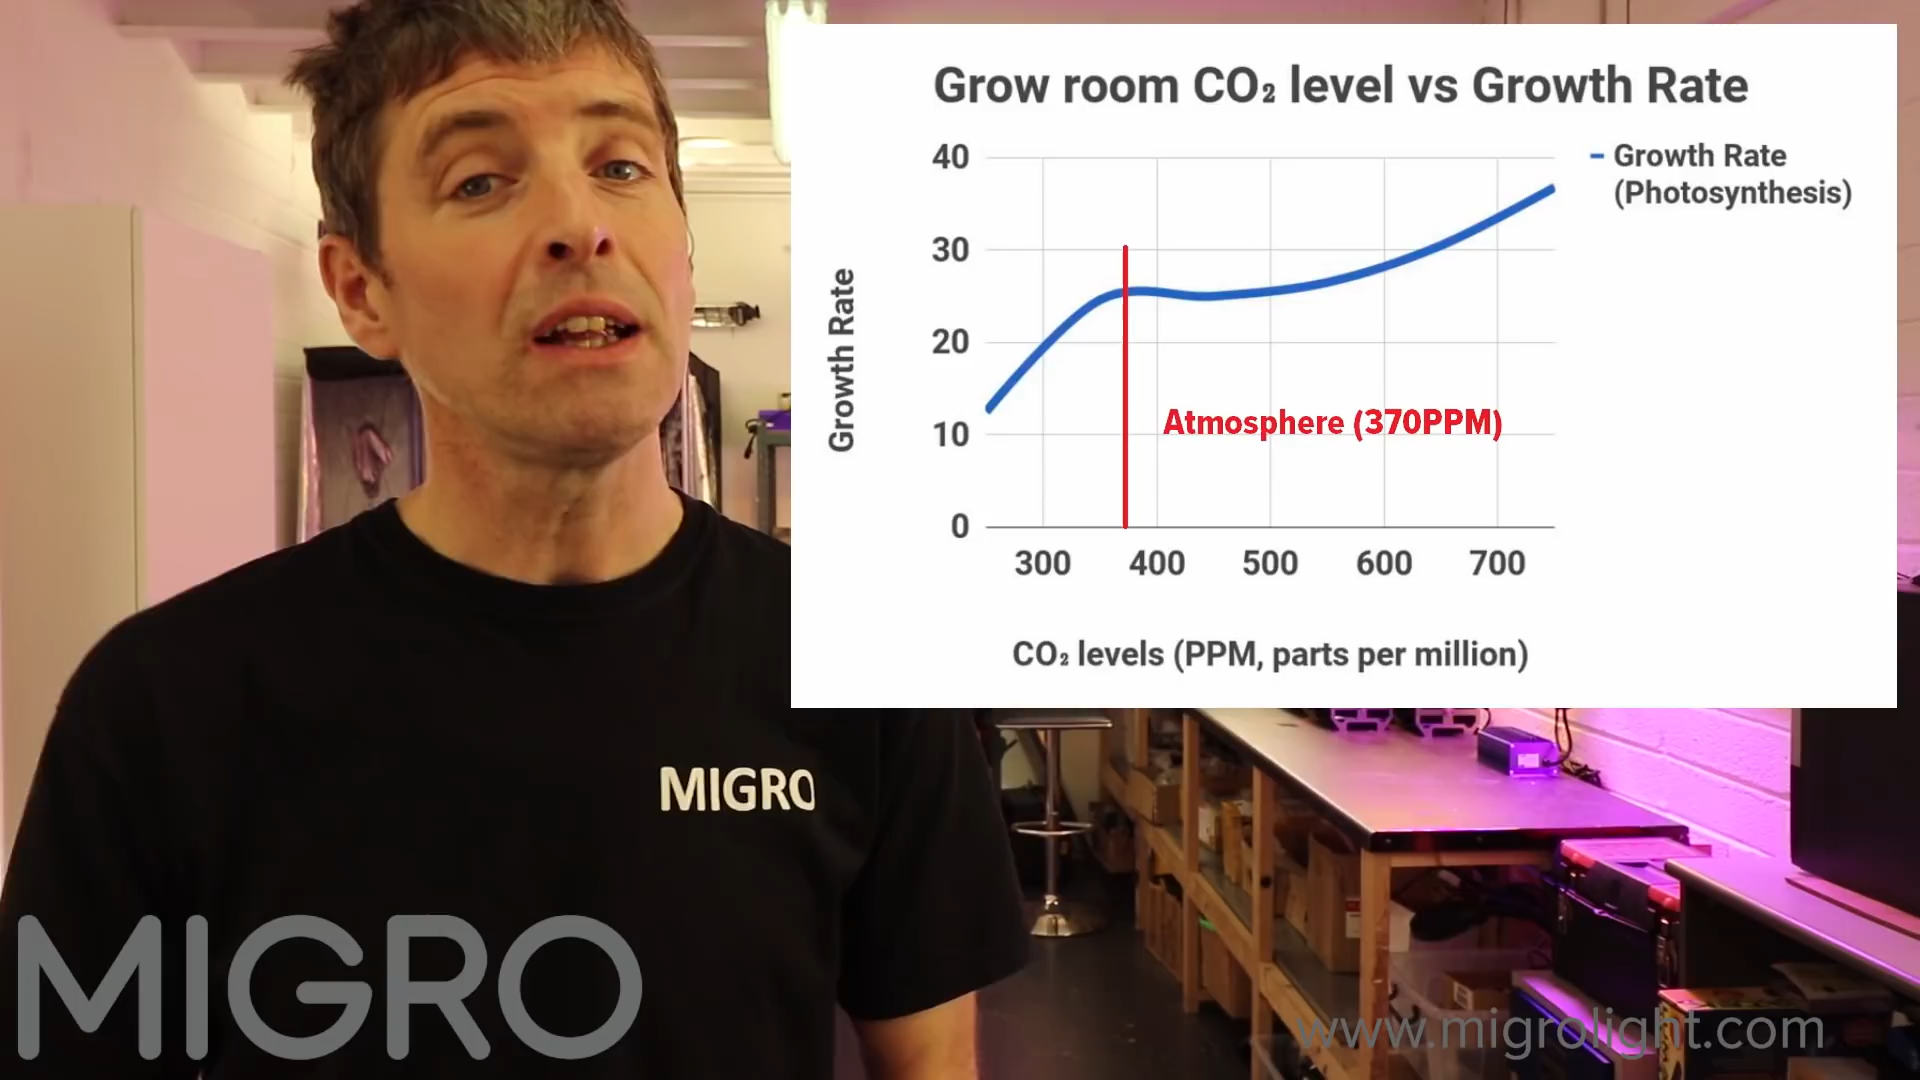 Grow room CO₂ level vs Growth Rate
Growth Rate
(Photosynthesis)
40
30
20
10
0
Growth Rate
Atmosphere (370PPM)
300 400 500 600 700
CO₂ levels (PPM, parts per million)
MIGRO
MIGRO
www.migrolight.com